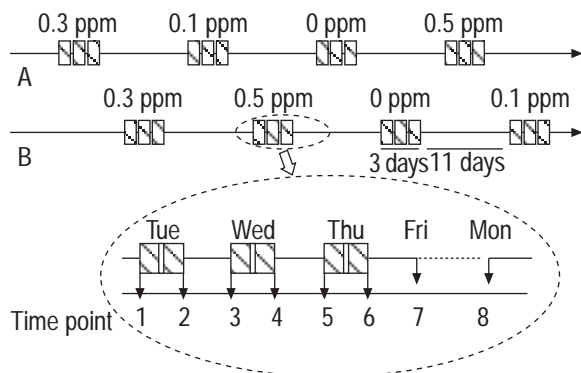 0.3 ppm 0.1 ppm 0 ppm 0.5 ppm
A
0.3 ppm 0.5 ppm 0 ppm 0.1 ppm
B
3 days 11 days
Tue Wed Thu Fri Mon
Time point 1 2 3 4 5 6 7 8